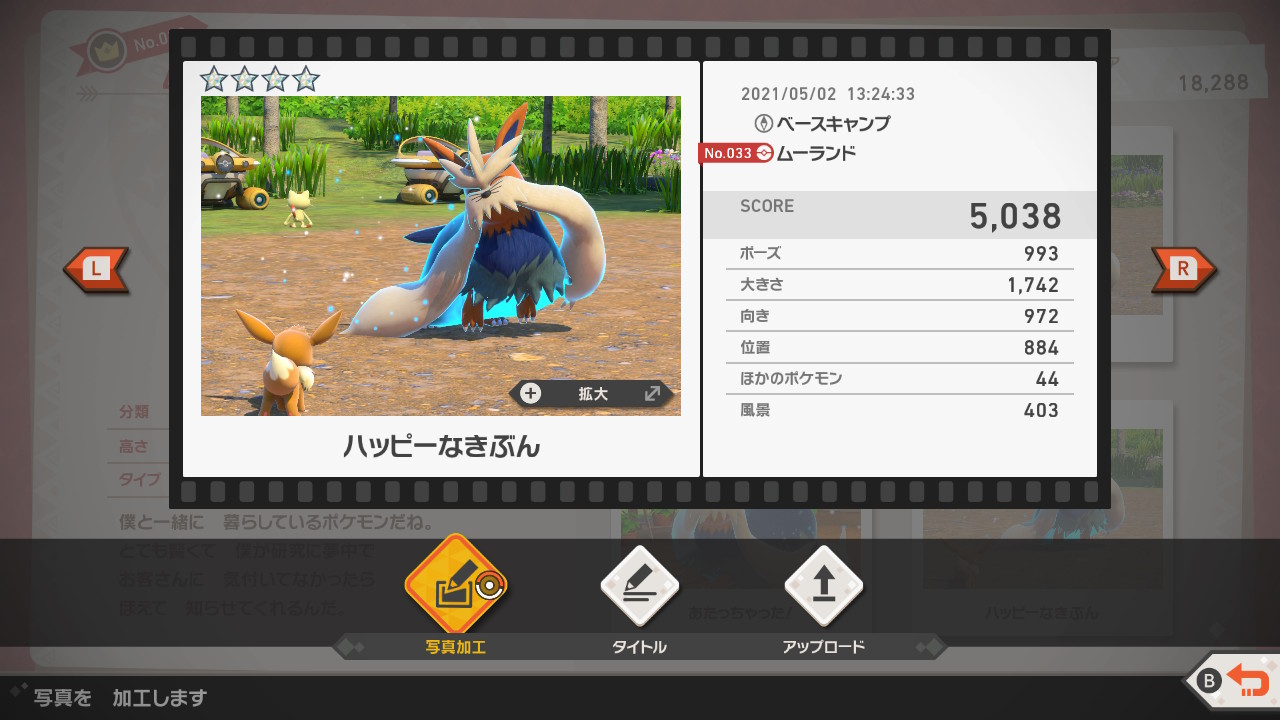 No.0
18,288
2021/05/02 13:24:33
ベースキャンプ
No.033 ムーランド
SCORE 5,038
ポーズ 993
大きさ 1,742
向き 972
位置 884
ほかのポケモン 44
風景 403
L
R
拡大
ハッピーなきぶん
分類
高さ
タイプ
僕と一緒に 暮らしているポケモンだね。
とても賢くて 僕が研究に夢中で
お客さんに 気付いてなかったら
ほえて 知らせてくれるんだ。
あたっちゃった!
ハッピーなきぶん
写真加工
タイトル
アップロード
写真を 加工します
B